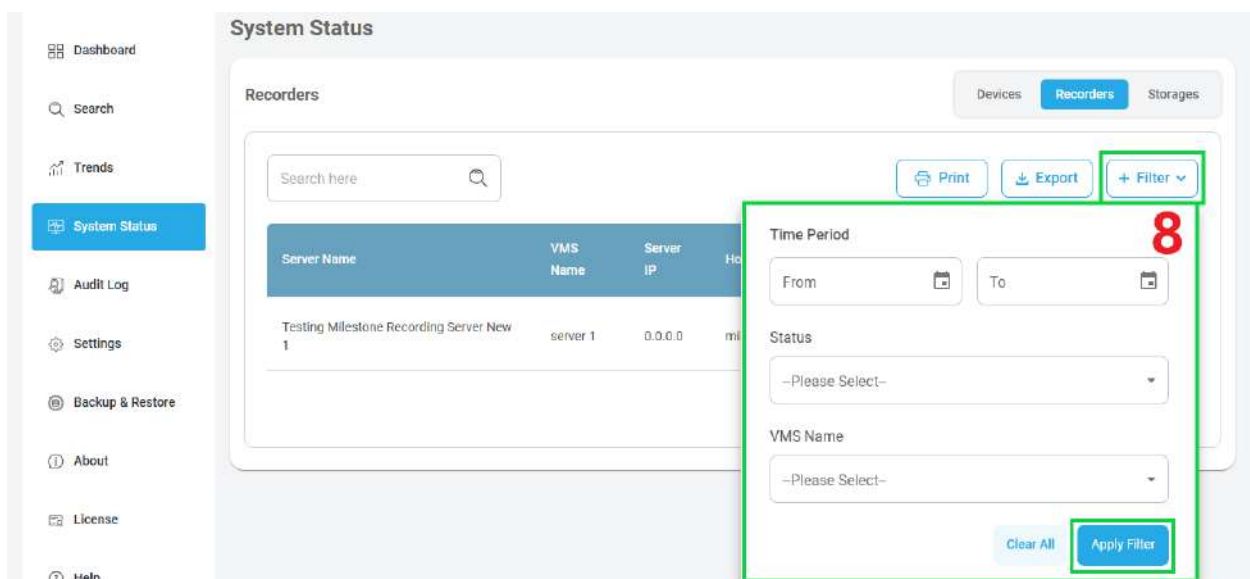 System Status
Dashboard
Search
Trends
System Status
Audit Log
Settings
Backup & Restore
About
License
Help
Recorders
Devices
Recorders
Storages
Search here
Print
Export
+ Filter
8
Server Name
VMS
Name
Server
IP
Ho
Testing Milestone Recording Server New
1
server 1
0.0.0.0
mi
Time Period
From
To
Status
--Please Select--
VMS Name
--Please Select--
Clear All
Apply Filter